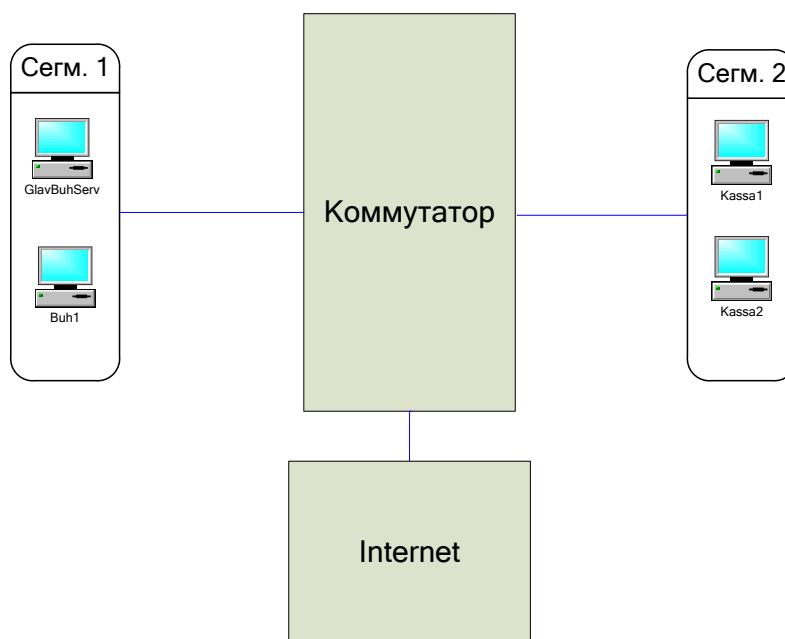 Сегм. 1
GlavBuhServ
Buh1
Коммутатор
Сегм. 2
Kassa1
Kassa2
Internet